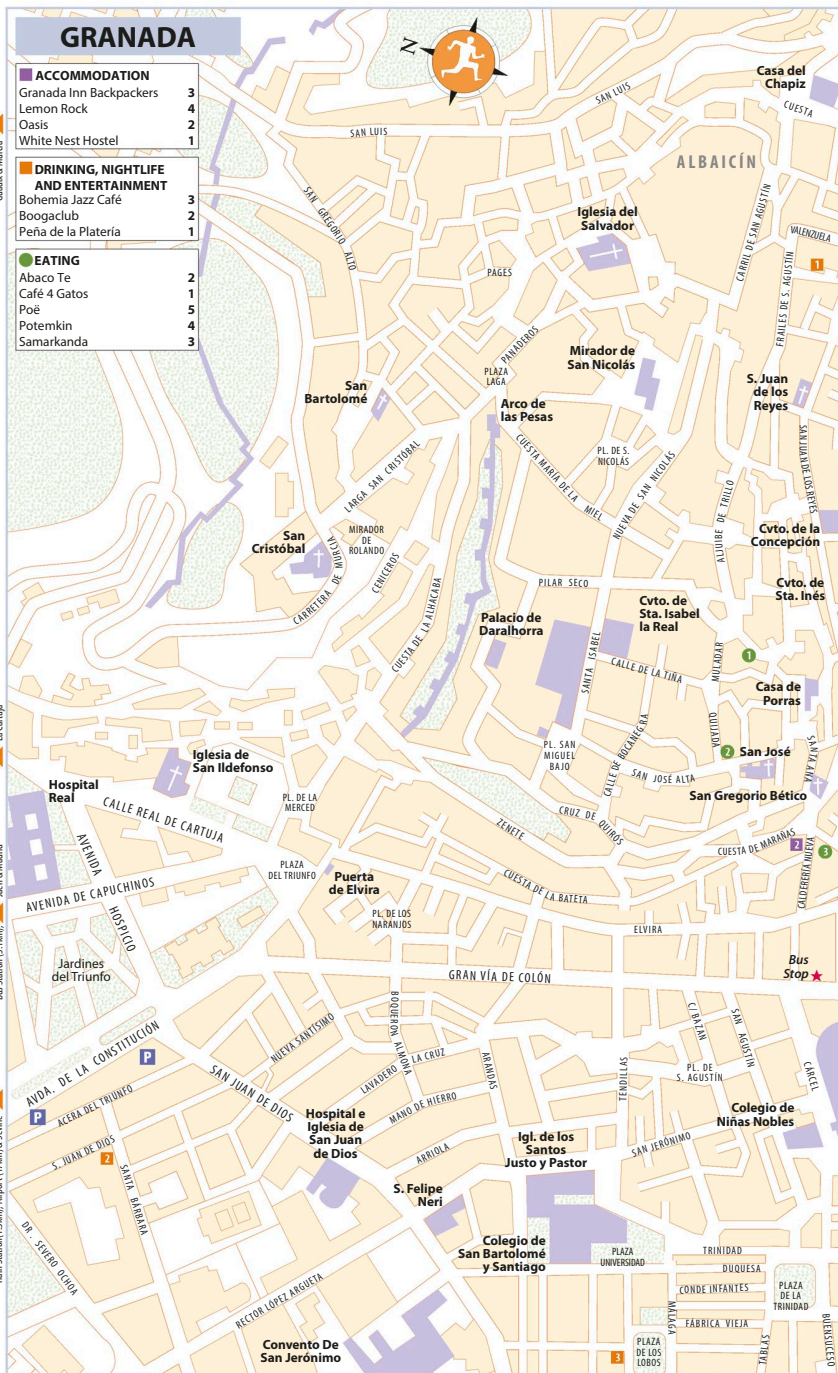 GRANADA
ACCOMMODATION
Granada Inn Backpackers 3
Lemon Rock 4
Oasis 2
White Nest Hostel 1
DRINKING, NIGHTLIFE
AND ENTERTAINMENT
Bohemia Jazz Café 3
Boogaclub 2
Peña de la Platería 1
EATING
Abaco Te 2
Café 4 Gatos 1
Poë 5
Potemkin 4
Samarkanda 3
N
SAN LUIS
SAN LUIS
Casa del
Chapiz
CUESTA
ALBAICÍN
SAN GREGORIO ALTO
Iglesia del
Salvador
CARRIL DE SAN AGUSTÍN
VALENZUELA
1
FRAILES DE S. AGUSTÍN
PAGES
PANADEROS
PLAZA
LAGA
Mirador de
San Nicolás
S. Juan
de los
Reyes
San
Bartolomé
Arco de
las Pesas
SAN JUAN DE LOS REYES
LARGA SAN CRISTÓBAL
CUESTA MARÍA DE LA MIEL
PL. DE S.
NICOLÁS
NUEVA DE SAN NICOLÁS
ALJUIBE DE TRILLO
San
Cristóbal
MIRADOR
DE
ROLANDO
CARRETERA DE MURCIA
CENICEROS
CUESTA DE LA ALHACABA
Cvto. de la
Concepción
PILAR SECO
Cvto. de
Sta. Inés
Palacio de
Daralhorra
Cvto. de
Sta. Isabel
la Real
SANTA ISABEL
CALLE DE LA TIÑA
MULADAR
1
Casa de
Porras
QUIJADA
PL. SAN
MIGUEL
BAJO
CALLE DE BOCANEGRA
SAN JOSÉ ALTA
2
San José
SANTA ANA
San Gregorio Bético
Iglesia de
San Ildefonso
Hospital
Real
CALLE REAL DE CARTUJA
PL. DE LA
MERCED
ZENETE
CRUZ DE QUIRÓS
CUESTA DE MARAÑAS
2
3
CALDERERÍA NUEVA
AVENIDA
HOSPICIO
PLAZA
DEL TRIUNFO
Puerta
de Elvira
CUESTA DE LA BATETA
AVENIDA DE CAPUCHINOS
PL. DE LOS
NARANJOS
ELVIRA
Jardines
del Triunfo
GRAN VÍA DE COLÓN
Bus
Stop
AVDA. DE LA CONSTITUCIÓN
P
P
ACERA DEL TRIUNFO
NUEVA SANTÍSIMO
BOQUERON ALMONA
LAVADERO LA CRUZ
MANO DE HIERRO
ARANDAS
TENDILLAS
C/ BAZAN
SAN AGUSTÍN
PL. DE
S. AGUSTÍN
CÁRCEL
SAN JUAN DE DIOS
S. JUAN DE DIOS
2
SANTA BÁRBARA
Hospital e
Iglesia de
San Juan
de Dios
ARRIOLA
Igl. de los
Santos
Justo y Pastor
SAN JERÓNIMO
Colegio de
Niñas Nobles
S. Felipe
Neri
DR. SEVERO OCHOA
Colegio de
San Bartolomé
y Santiago
PLAZA
UNIVERSIDAD
TRINIDAD
DUQUESA
CONDE INFANTES
FÁBRICA VIEJA
PLAZA
DE LA
TRINIDAD
RECTOR LÓPEZ ARGUETA
MÁLAGA
TABLAS
BUENSUCESO
PLAZA
DE LOS
LOBOS
3
Convento De
San Jerónimo